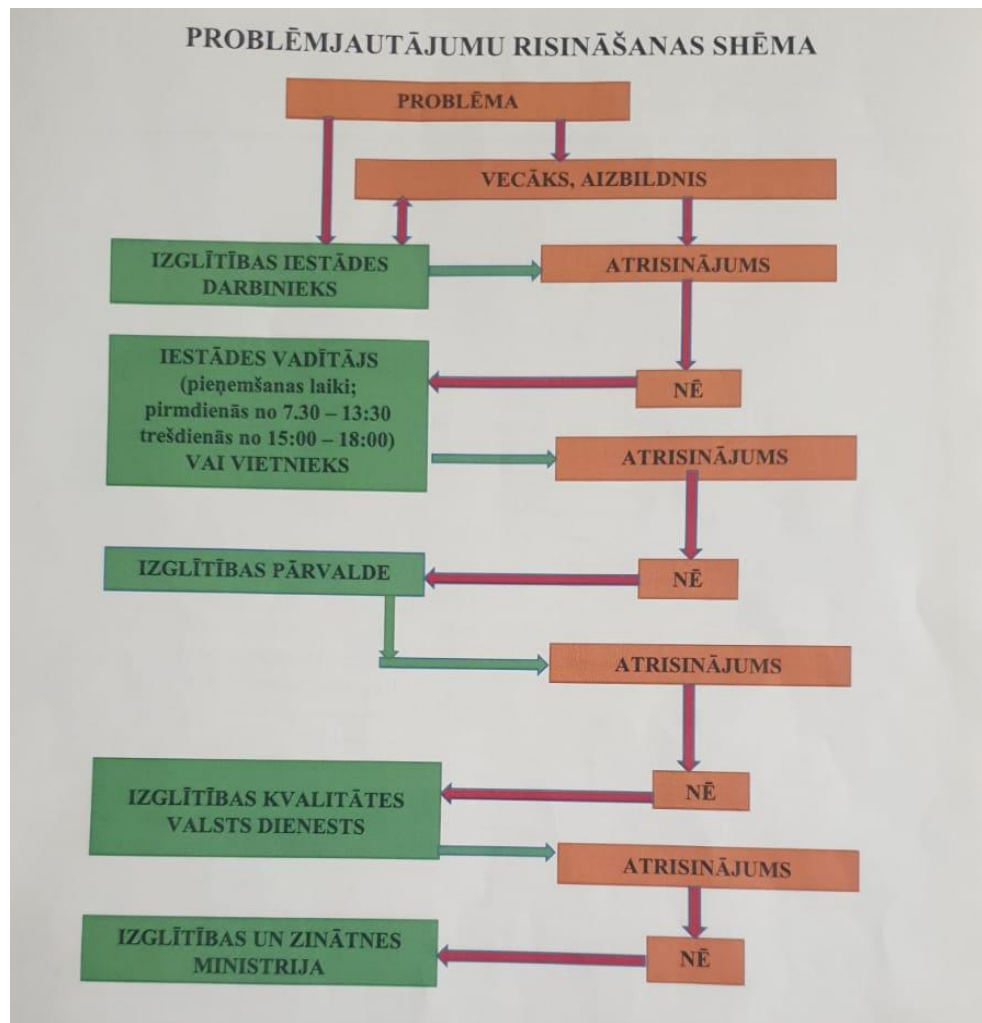 PROBLĒMJAUTĀJUMU RISINĀŠANAS SHĒMA
PROBLĒMA
VECĀKS, AIZBILDNIS
IZGLĪTĪBAS IESTĀDES
DARBINIEKS
ATRISINĀJUMS
NĒ
IESTĀDES VADĪTĀJS
(pieņemšanas laiki;
pirmdienās no 7.30 – 13:30
trešdienās no 15:00 – 18:00)
VAI VIETNIEKS
ATRISINĀJUMS
NĒ
IZGLĪTĪBAS PĀRVALDE
ATRISINĀJUMS
NĒ
IZGLĪTĪBAS KVALITĀTES
VALSTS DIENESTS
ATRISINĀJUMS
NĒ
IZGLĪTĪBAS UN ZINĀTNES
MINISTRIJA